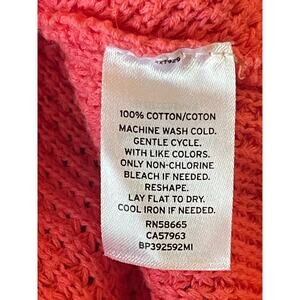 100% COTTON/COTON
MACHINE WASH COLD.
GENTLE CYCLE.
WITH LIKE COLORS.
ONLY NON-CHLORINE
BLEACH IF NEEDED.
RESHAPE.
LAY FLAT TO DRY.
COOL IRON IF NEEDED.
RN58665
CA57963
BP392592MI